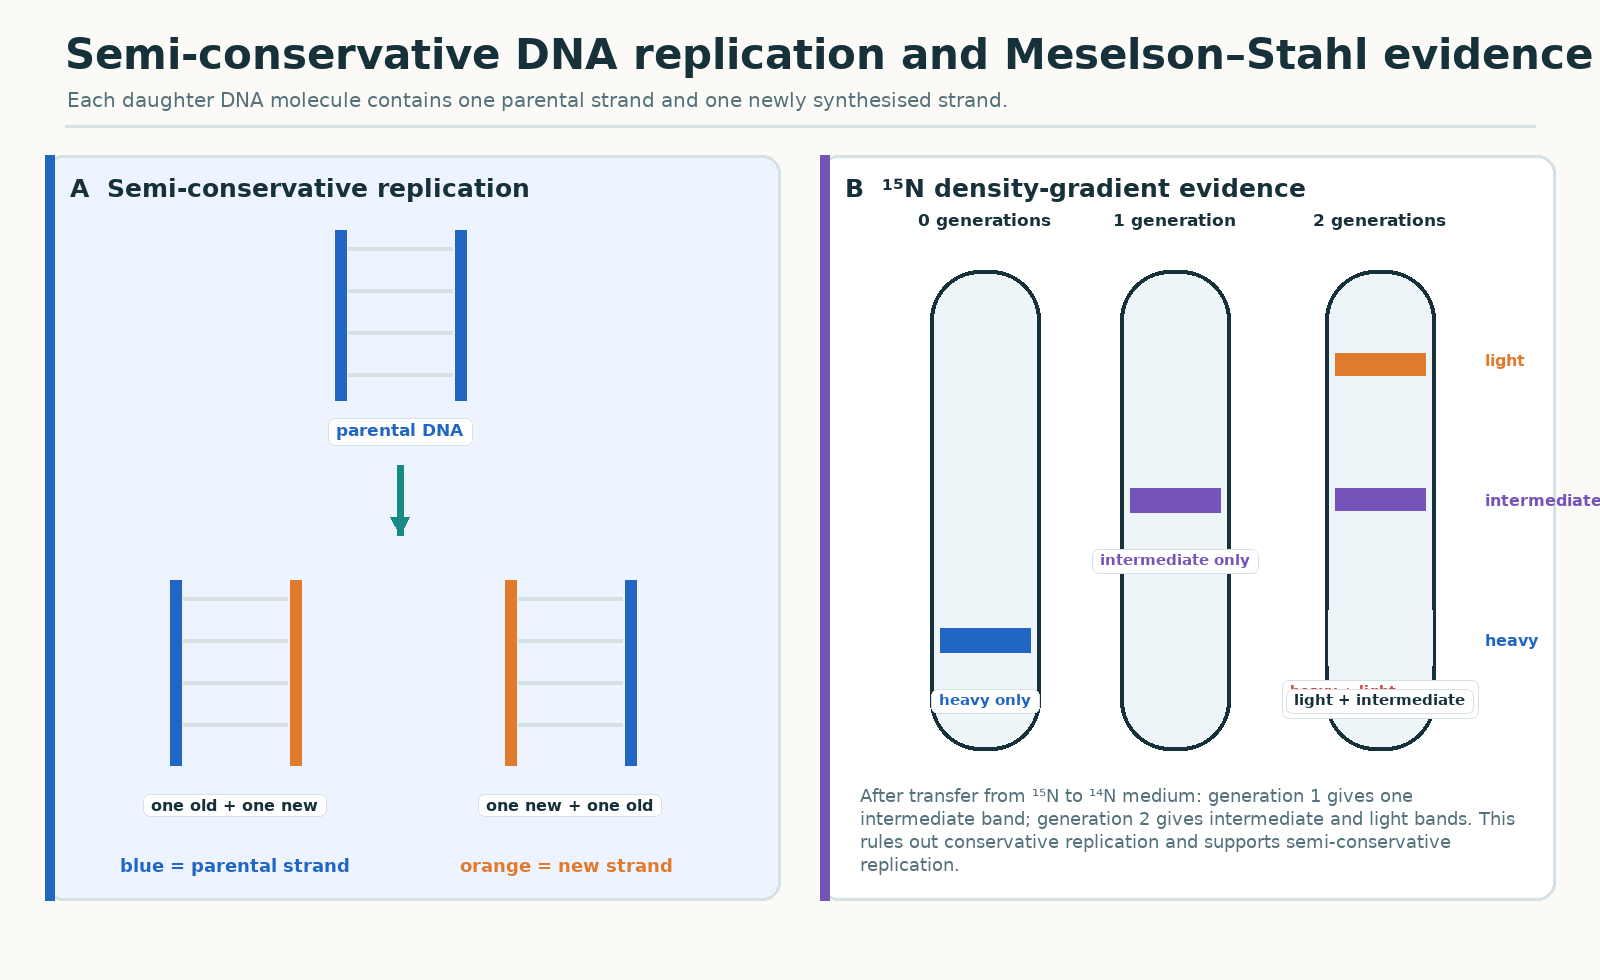 Semi-conservative DNA replication and Meselson–Stahl evidence
Each daughter DNA molecule contains one parental strand and one newly synthesised strand.
A Semi-conservative replication
parental DNA
one old + one new
one new + one old
blue = parental strand
orange = new strand
B ¹⁵N density-gradient evidence
0 generations
1 generation
2 generations
light
intermediate
intermediate only
heavy
heavy only
light + intermediate
After transfer from ¹⁵N to ¹⁴N medium: generation 1 gives one
intermediate band; generation 2 gives intermediate and light bands. This
rules out conservative replication and supports semi-conservative
replication.